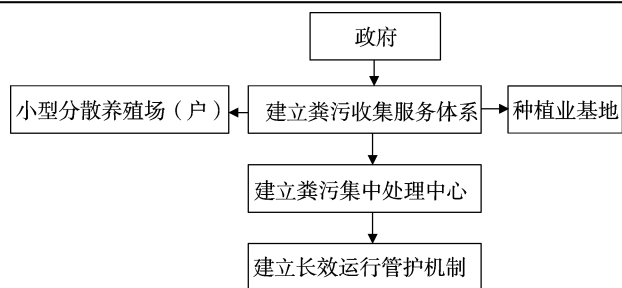 政府
小型分散养殖场（户）
建立粪污收集服务体系
种植业基地
建立粪污集中处理中心
建立长效运行管护机制